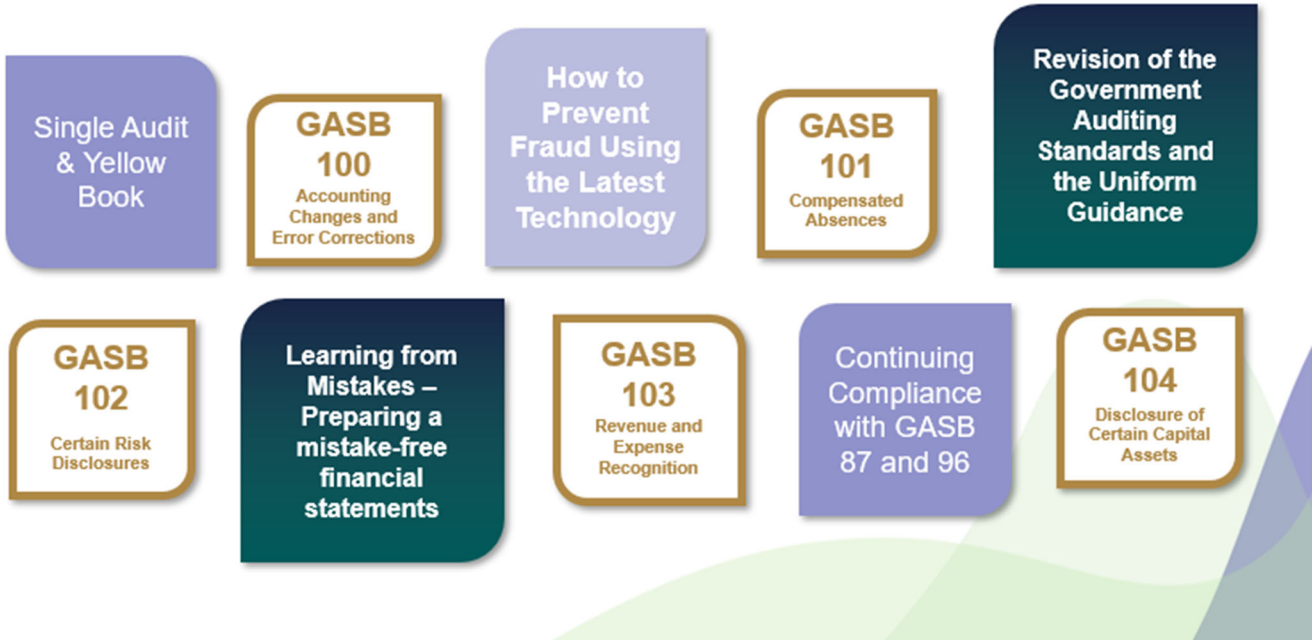 Single Audit
& Yellow
Book
GASB
100
Accounting
Changes and
Error Corrections
How to
Prevent
Fraud Using
the Latest
Technology
GASB
101
Compensated
Absences
Revision of the
Government
Auditing
Standards and
the Uniform
Guidance
GASB
102
Certain Risk
Disclosures
Learning from
Mistakes –
Preparing a
mistake-free
financial
statements
GASB
103
Revenue and
Expense
Recognition
Continuing
Compliance
with GASB
87 and 96
GASB
104
Disclosure of
Certain Capital
Assets